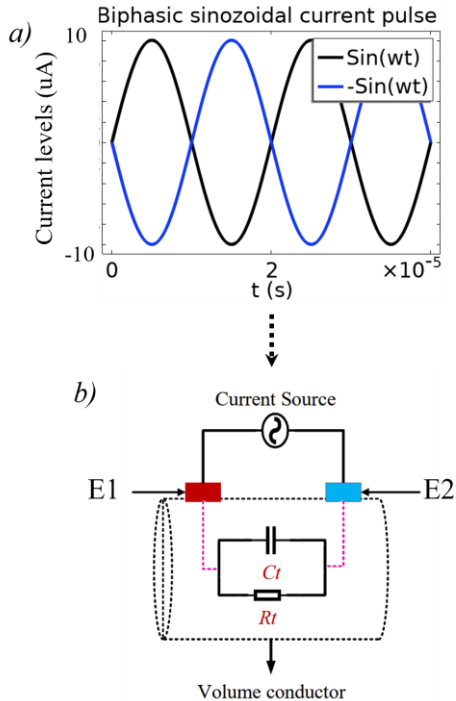 a)
Biphasic sinozoidal current pulse
Current levels (uA)
10
-10
Sin(wt)
-Sin(wt)
0
2
×10⁻⁵
t (s)
b)
Current Source
E1
E2
Ct
Rt
Volume conductor